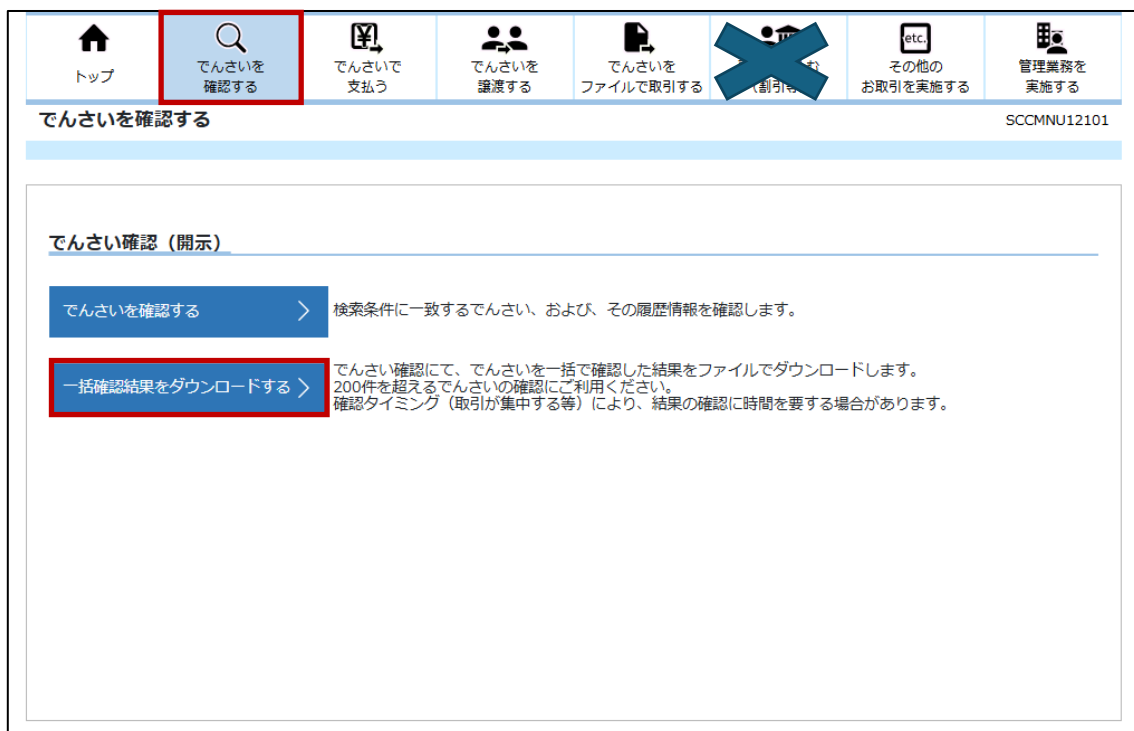 トップ
でんさいを
確認する
でんさいで
支払う
でんさいを
譲渡する
でんさいを
ファイルで取引する
etc.
その他の
お取引を実施する
管理業務を
実施する
でんさいを確認する
SCCMNU12101
でんさい確認（開示）
でんさいを確認する
検索条件に一致するでんさい、および、その履歴情報を確認します。
一括確認結果をダウンロードする
でんさい確認にて、でんさいを一括で確認した結果をファイルでダウンロードします。
200件を超えるでんさいの確認にご利用ください。
確認タイミング（取引が集中する等）により、結果の確認に時間を要する場合があります。